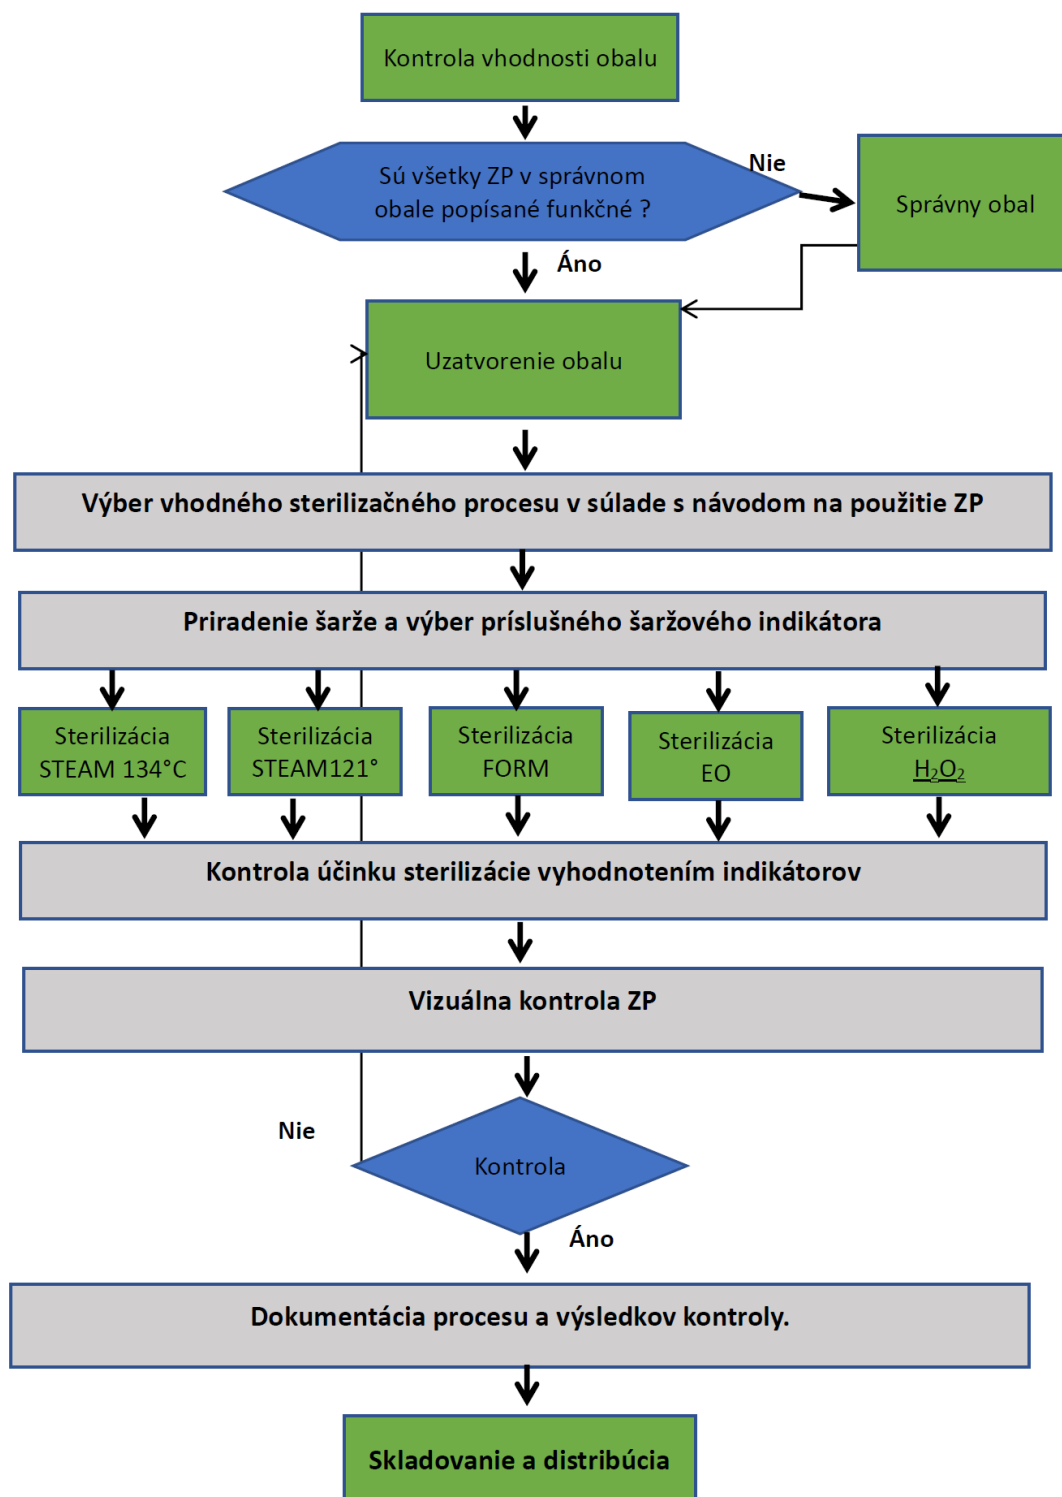 Kontrola vhodnosti obalu
Sú všetky ZP v správnom
obale popísané funkčné ?
Nie
Správny obal
Áno
Uzatvorenie obalu
Výber vhodného sterilizačného procesu v súlade s návodom na použitie ZP
Priradenie šarže a výber príslušného šaržového indikátora
Sterilizácia
STEAM 134°C
Sterilizácia
STEAM121°
Sterilizácia
FORM
Sterilizácia
EO
Sterilizácia
H₂O₂
Kontrola účinku sterilizácie vyhodnotením indikátorov
Vizuálna kontrola ZP
Nie
Kontrola
Áno
Dokumentácia procesu a výsledkov kontroly.
Skladovanie a distribúcia